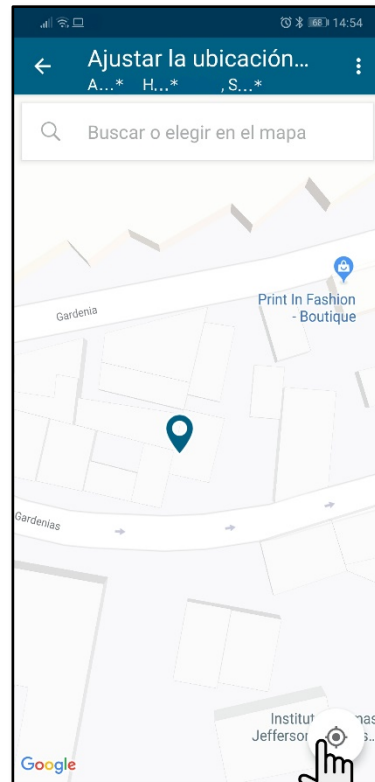 68 14:54
Ajustar la ubicación...
A...* H...* , S...*
Buscar o elegir en el mapa
Gardenia
Print In Fashion
- Boutique
Gardenias
Institut
Jefferson
Google